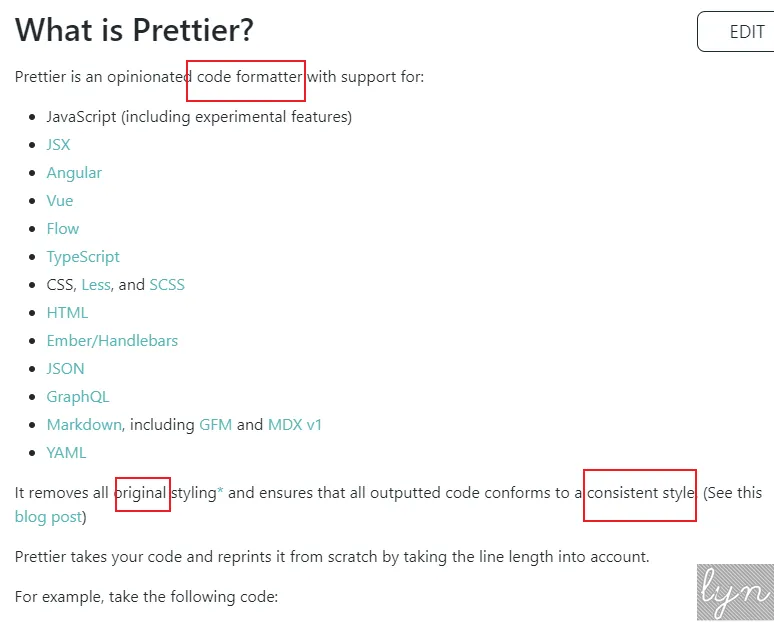 What is Prettier?
EDIT
Prettier is an opinionated code formatter with support for:
JavaScript (including experimental features)
JSX
Angular
Vue
Flow
TypeScript
CSS, Less, and SCSS
HTML
Ember/Handlebars
JSON
GraphQL
Markdown, including GFM and MDX v1
YAML
It removes all original styling* and ensures that all outputted code conforms to a consistent style. (See this
blog post)
Prettier takes your code and reprints it from scratch by taking the line length into account.
For example, take the following code:
lyn